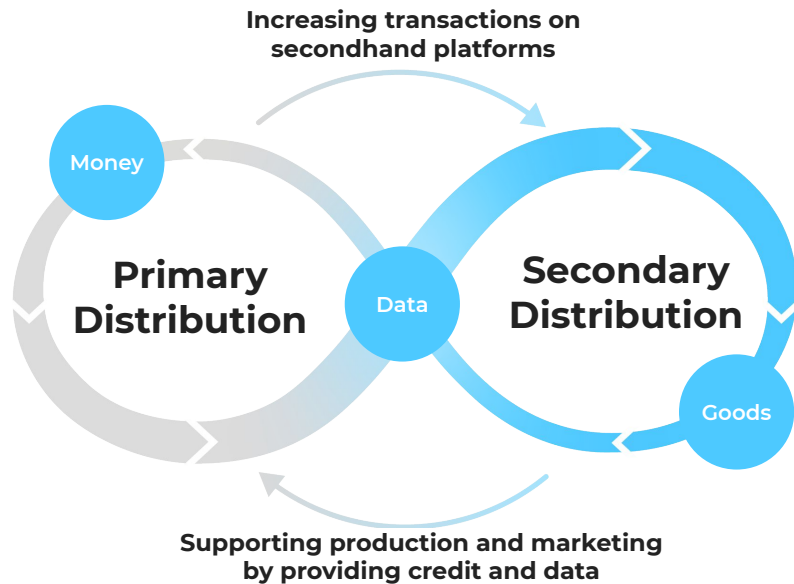 Increasing transactions on
secondhand platforms
Money
Primary
Distribution
Data
Secondary
Distribution
Goods
Supporting production and marketing
by providing credit and data